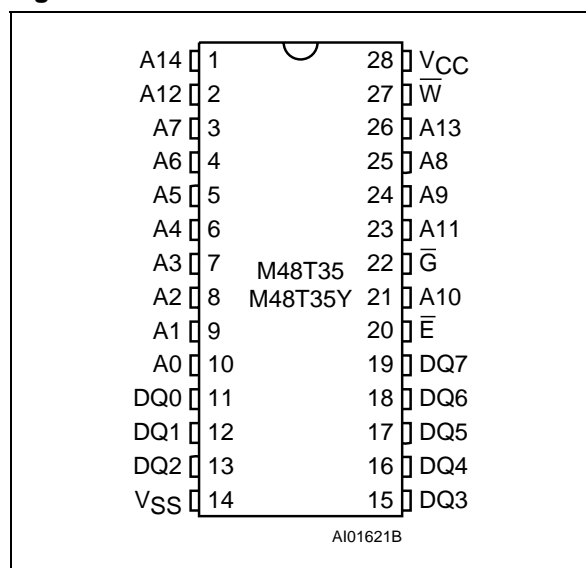 A14 1 28 VCC
A12 2 27 W̅
A7 3 26 A13
A6 4 25 A8
A5 5 24 A9
A4 6 23 A11
A3 7 M48T35 22 G̅
A2 8 M48T35Y 21 A10
A1 9 20 E̅
A0 10 19 DQ7
DQ0 11 18 DQ6
DQ1 12 17 DQ5
DQ2 13 16 DQ4
VSS 14 15 DQ3
AI01621B